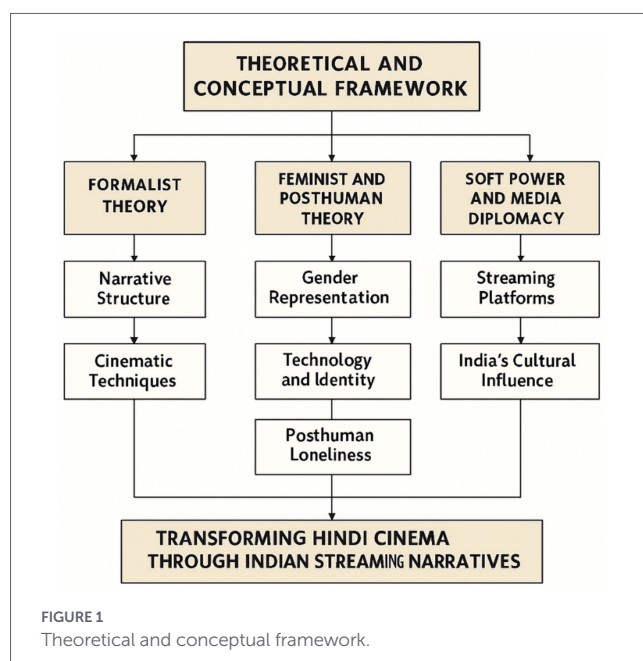 THEORETICAL AND
CONCEPTUAL FRAMEWORK
FORMALIST
THEORY
FEMINIST AND
POSTHUMAN
THEORY
SOFT POWER
AND MEDIA
DIPLOMACY
Narrative
Structure
Gender
Representation
Streaming
Platforms
Cinematic
Techniques
Technology
and Identity
India's Cultural
Influence
Posthuman
Loneliness
TRANSFORMING HINDI CINEMA
THROUGH INDIAN STREAMING NARRATIVES
FIGURE 1
Theoretical and conceptual framework.